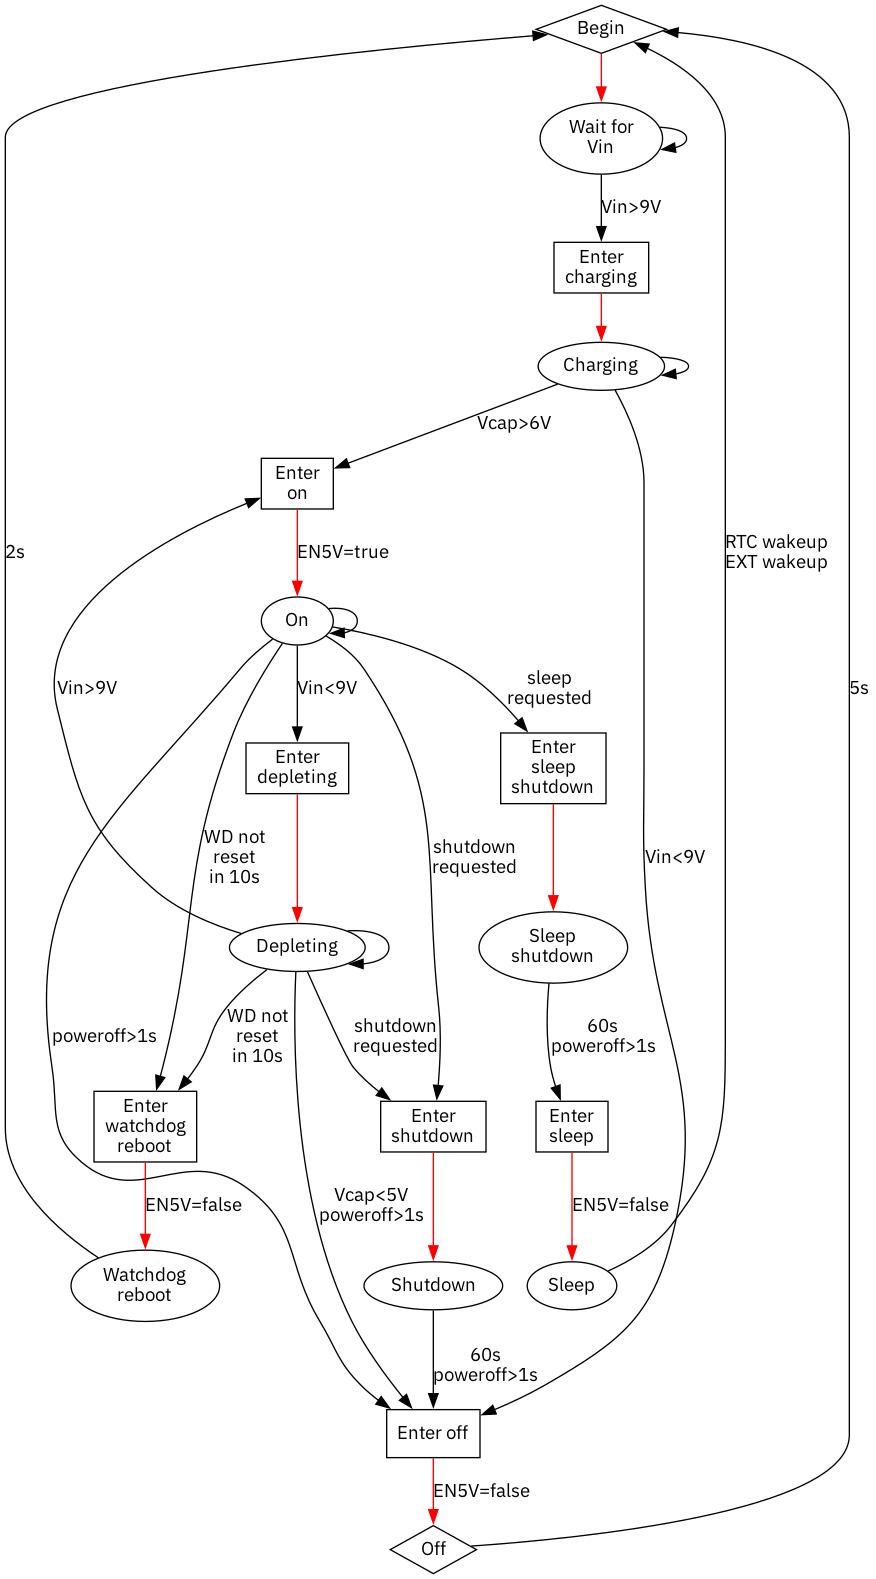 Begin
Wait for
Vin
Vin>9V
Enter
charging
Charging
Vcap>6V
Enter
on
EN5V=true
2s
RTC wakeup
EXT wakeup
On
Vin>9V
Vin<9V
sleep
requested
5s
Enter
depleting
Enter
sleep
shutdown
WD not
reset
in 10s
shutdown
requested
Vin<9V
Depleting
Sleep
shutdown
poweroff>1s
WD not
reset
in 10s
shutdown
requested
60s
poweroff>1s
Enter
watchdog
reboot
Enter
shutdown
Enter
sleep
EN5V=false
Vcap<5V
poweroff>1s
EN5V=false
Watchdog
reboot
Shutdown
Sleep
60s
poweroff>1s
Enter off
EN5V=false
Off